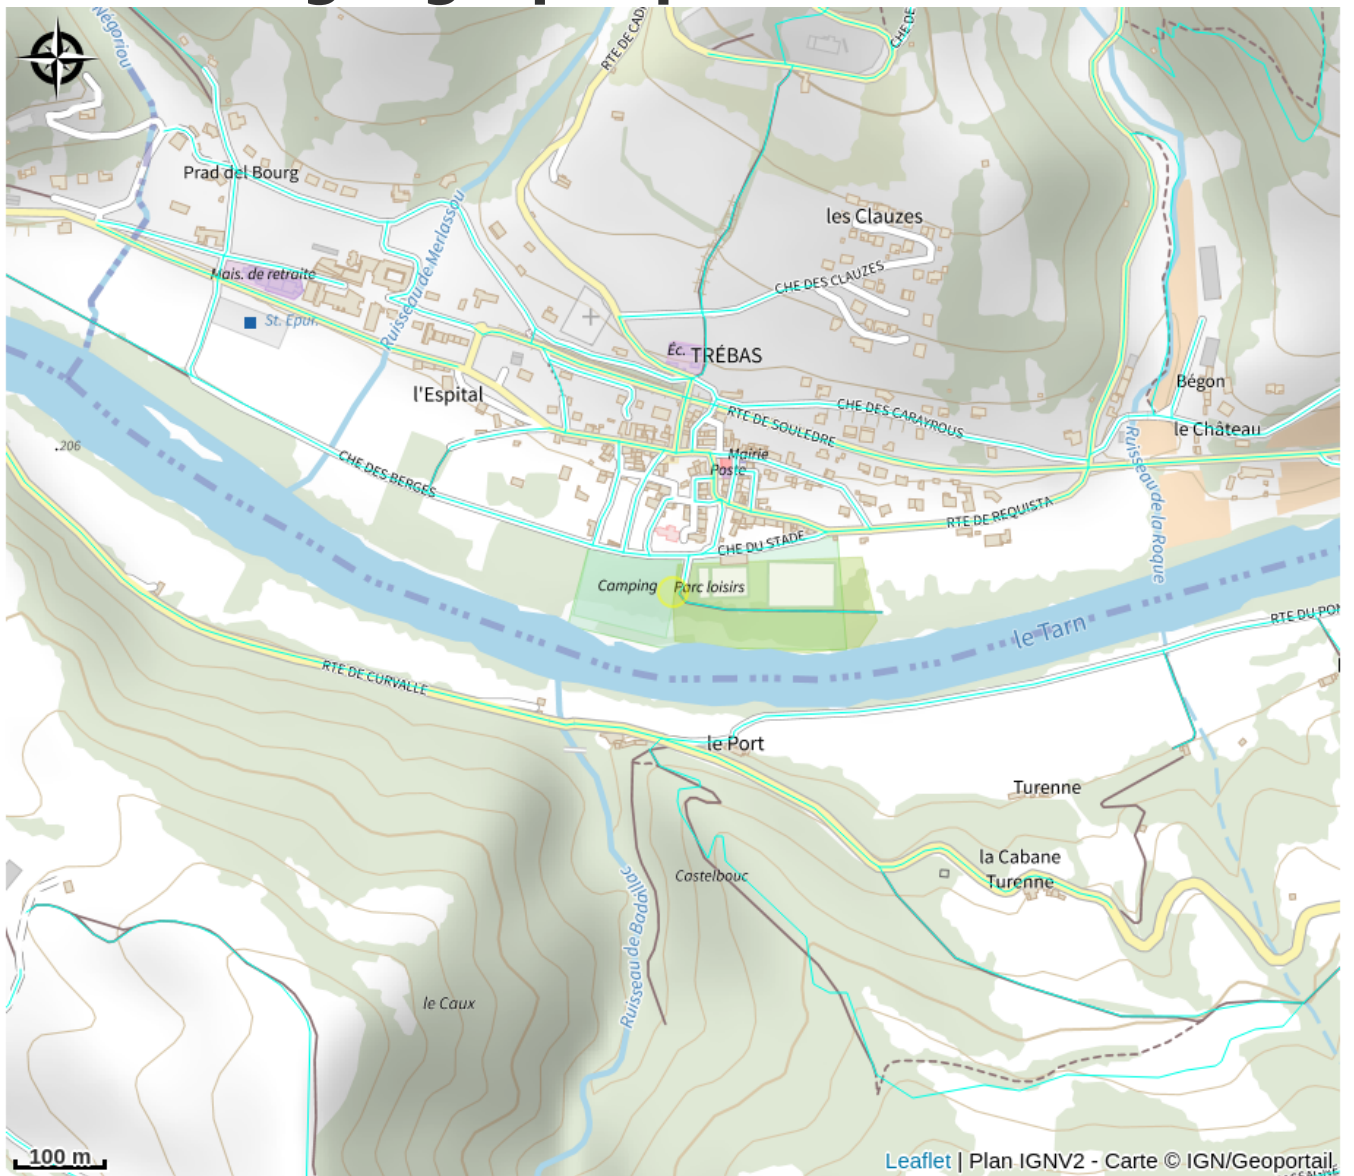 Négoriou
RTE DE CAD
CHE DE
Prad del Bourg
Ruisseau de Merlassou
les Clauzes
CHE DES CLAUZES
Mais. de retraite
St. Epur.
Éc.
TRÉBAS
l'Espital
Bégon
CHE DES CARAYROUS
RTE DE SOULEDRE
le Château
.206
CHE DES BERGES
Mairie
Poste
Ruisseau de la Roque
RTE DE REQUISTA
CHE DU STADE
Camping
Parc loisirs
le Tarn
RTE DU PON
RTE DE CURVALLE
le Port
Turenne
la Cabane
Turenne
Castelbouc
Ruisseau de Badaillac
le Caux
100 m
Leaflet | Plan IGNV2 - Carte © IGN/Geoportail